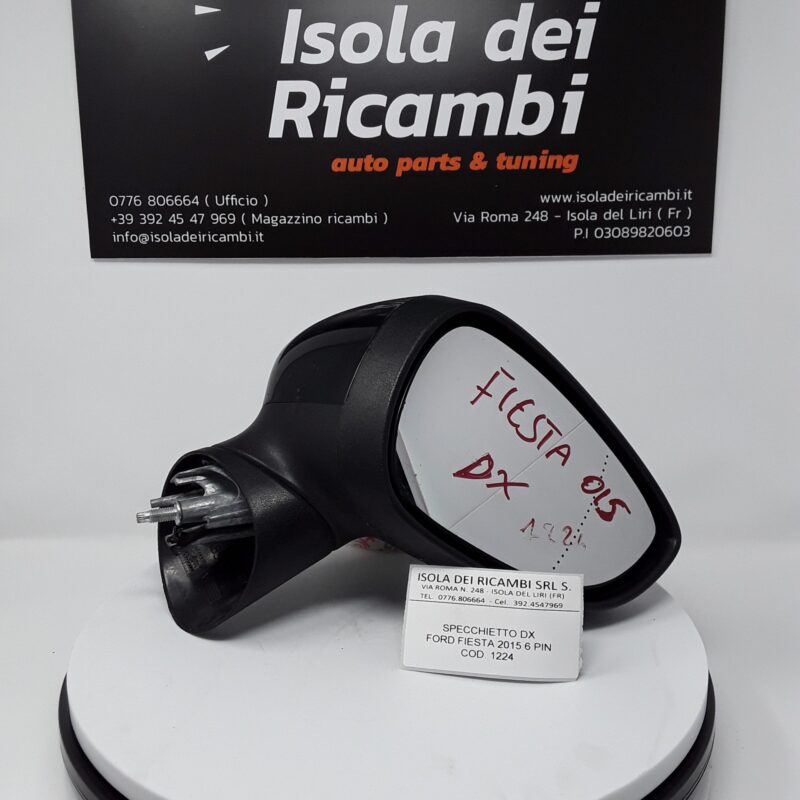 Isola dei
Ricambi
auto parts & tuning
0776 806664 ( Ufficio )
+39 392 45 47 969 ( Magazzino ricambi )
info@isoladeiricambi.it
www.isoladeiricambi.it
Via Roma 248 - Isola del Liri ( Fr )
P.I 03089820603
FIESTA 015
DX
1224
ISOLA DEI RICAMBI SRL S.
VIA ROMA N. 248 - ISOLA DEL LIRI (FR)
TEL. 0776.806664 - Cel. 392.4547969
SPECCHIETTO DX
FORD FIESTA 2015 6 PIN
COD. 1224